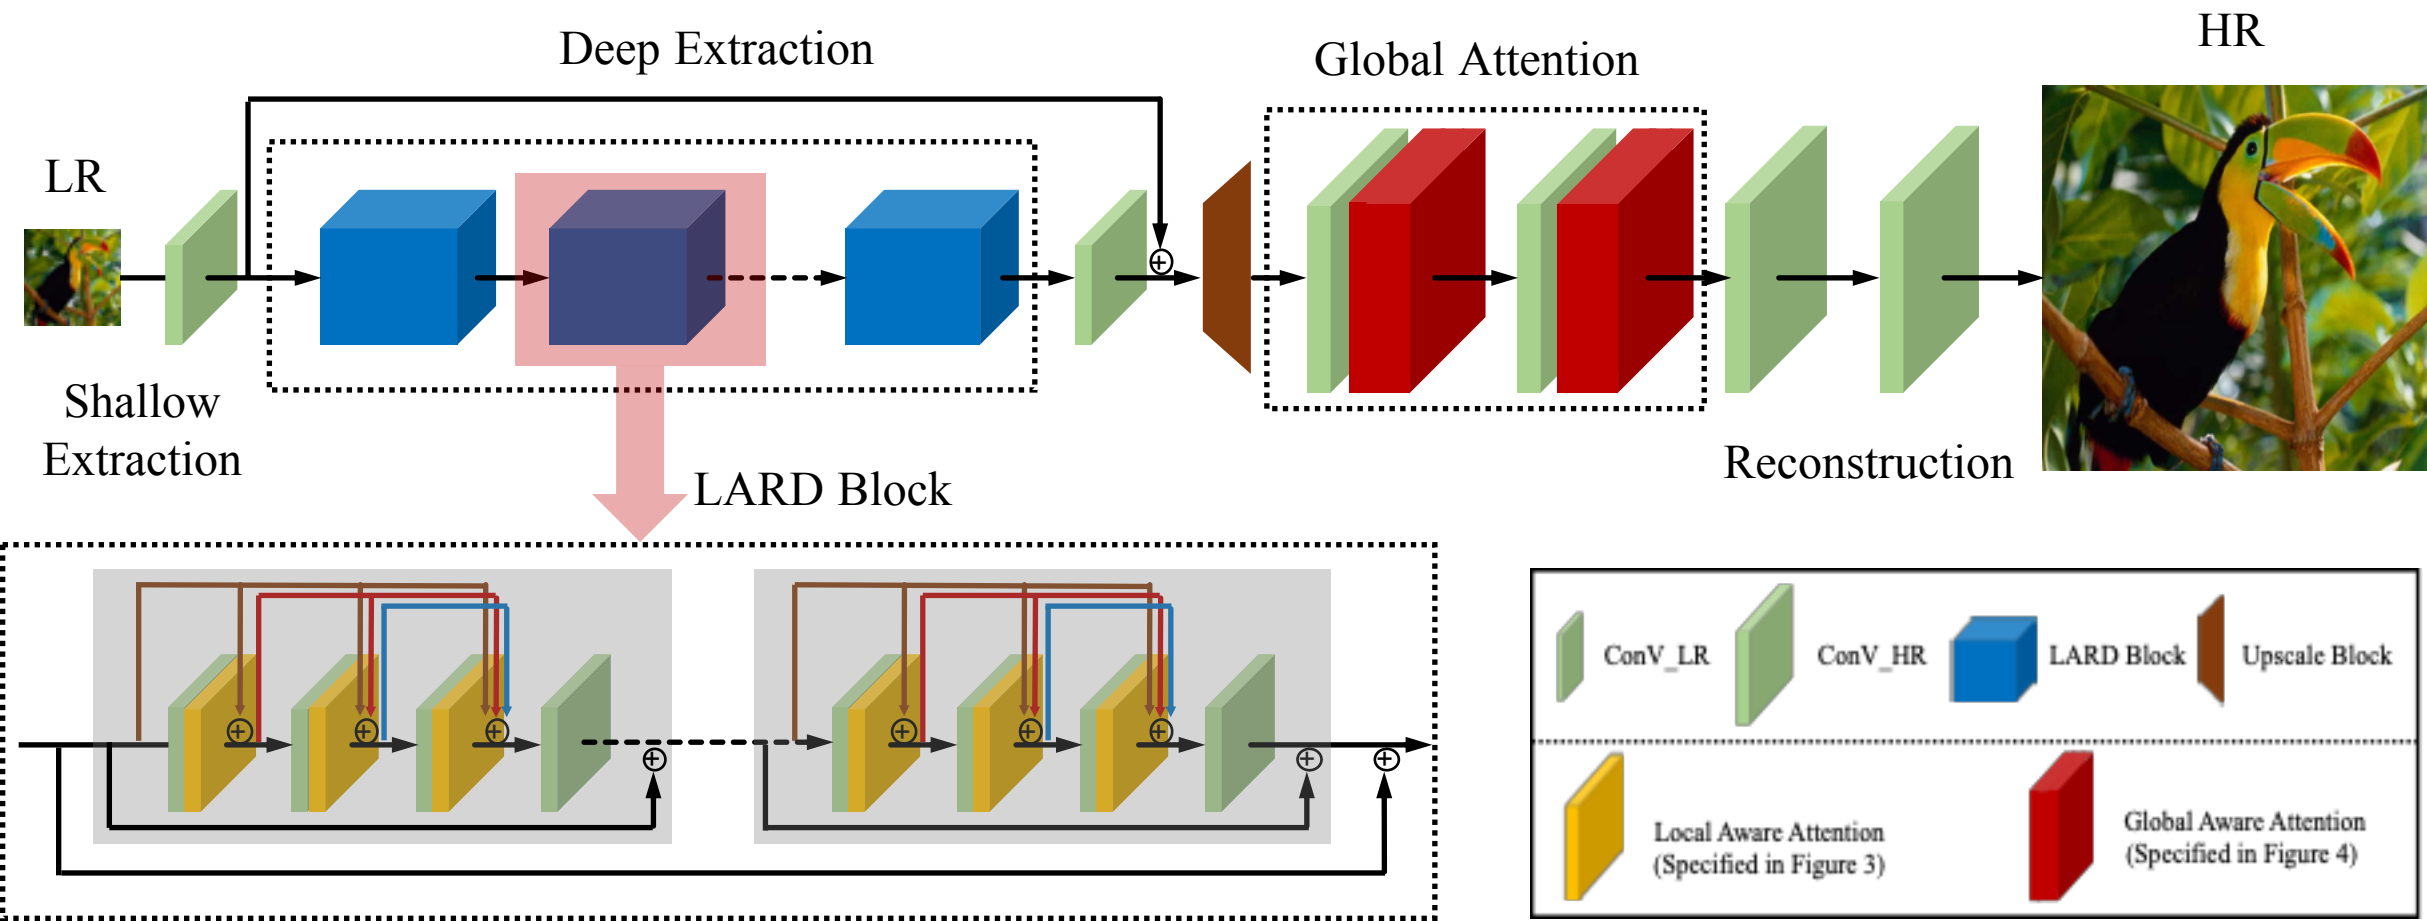 Deep Extraction
Global Attention
HR
LR
Shallow
Extraction
Reconstruction
LARD Block
ConV_LR
ConV_HR
LARD Block
Upscale Block
Local Aware Attention
(Specified in Figure 3)
Global Aware Attention
(Specified in Figure 4)